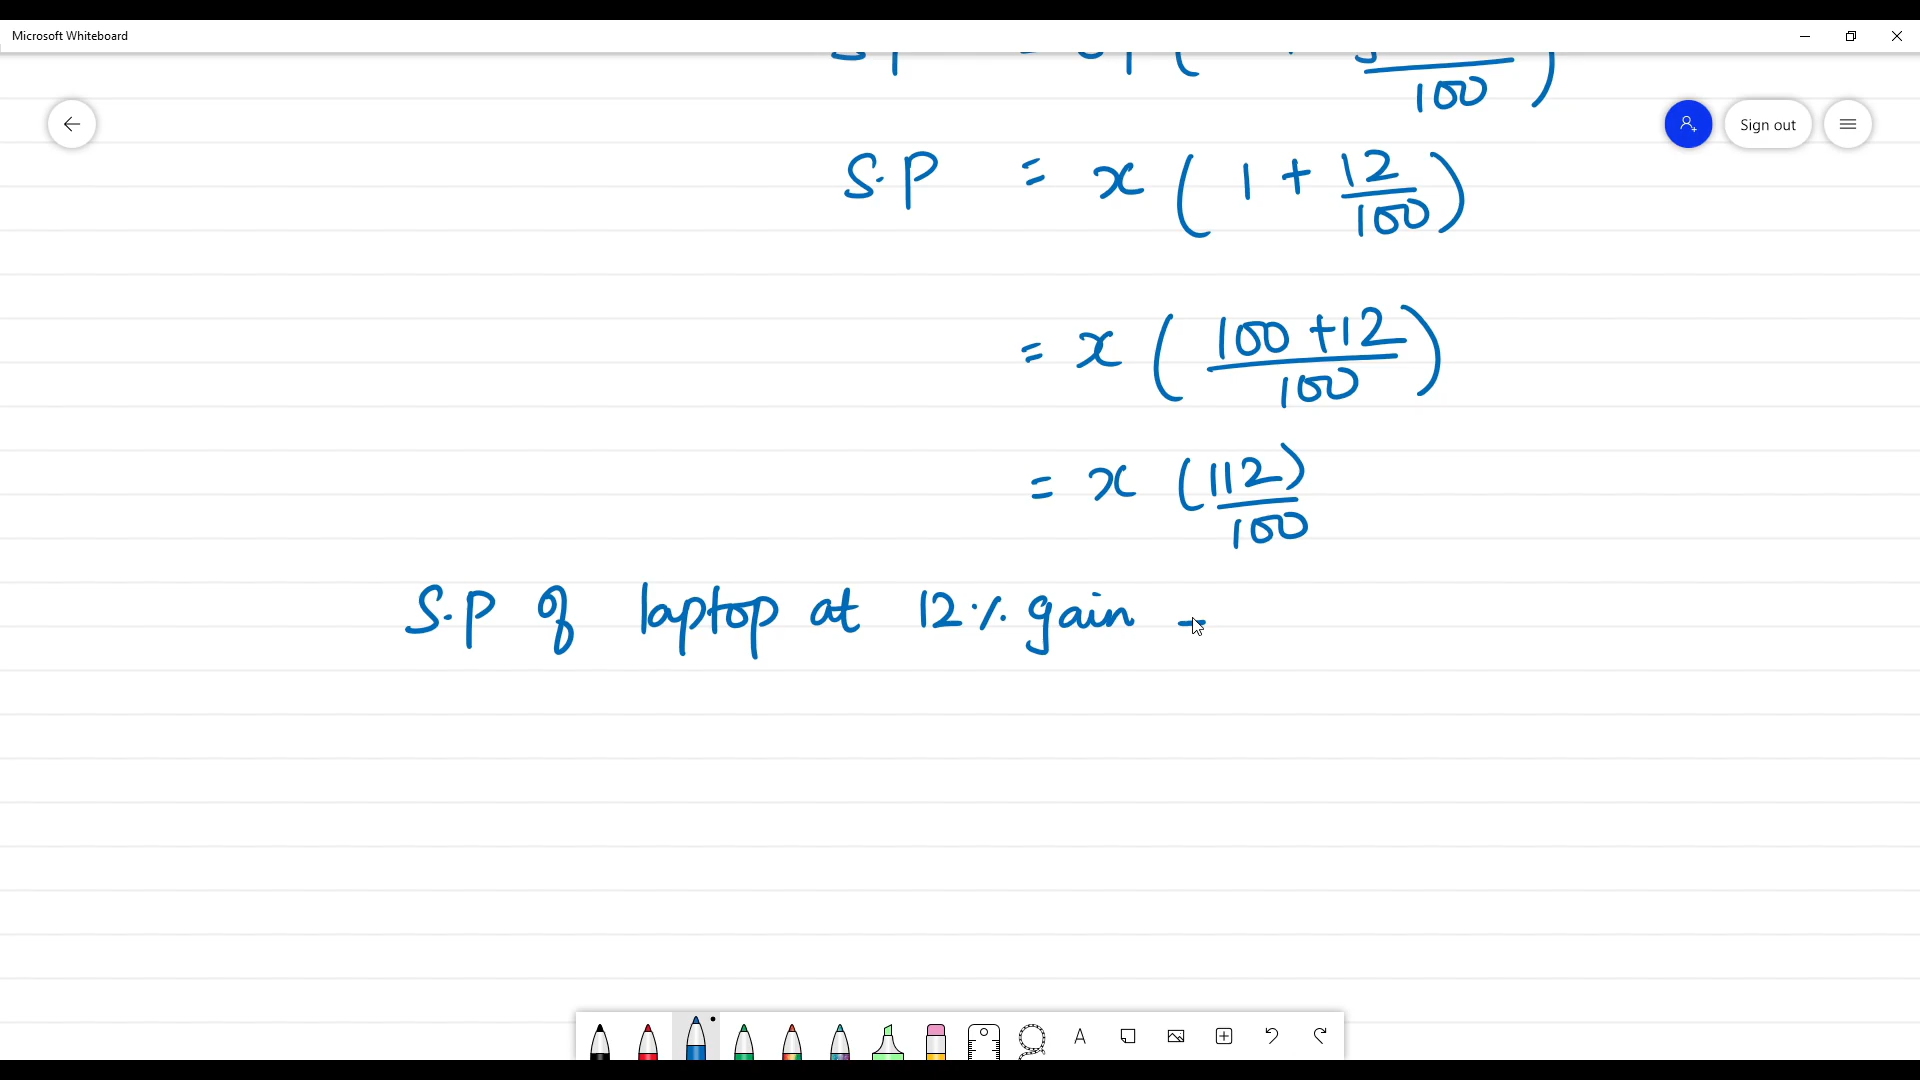 Microsoft Whiteboard
100 )
Sign out
S.P = x ( 1 + 12/100 )
= x ( 100 + 12/100 )
= x (112)/100
S.P of laptop at 12% gain -